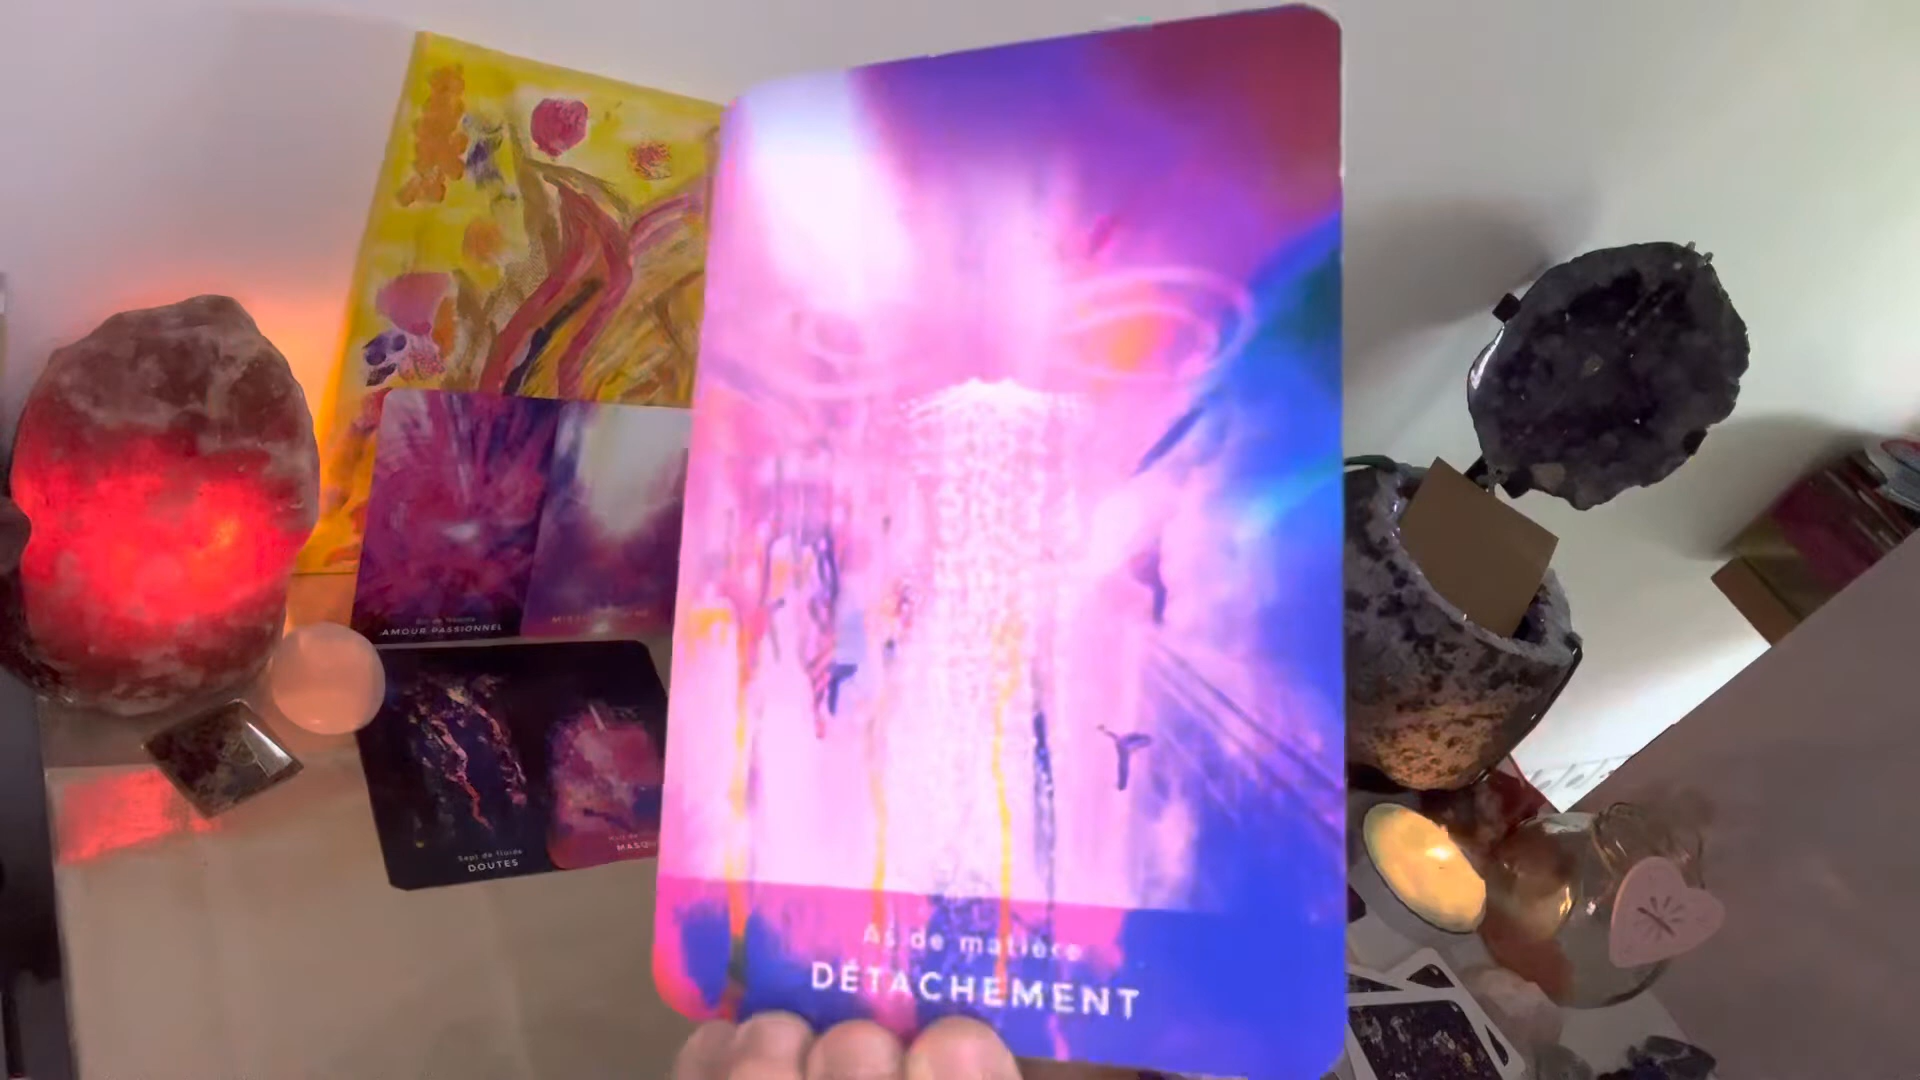 AMOUR PASSIONNEL
Sept de fluide
DOUTES
As de matière
DÉTACHEMENT